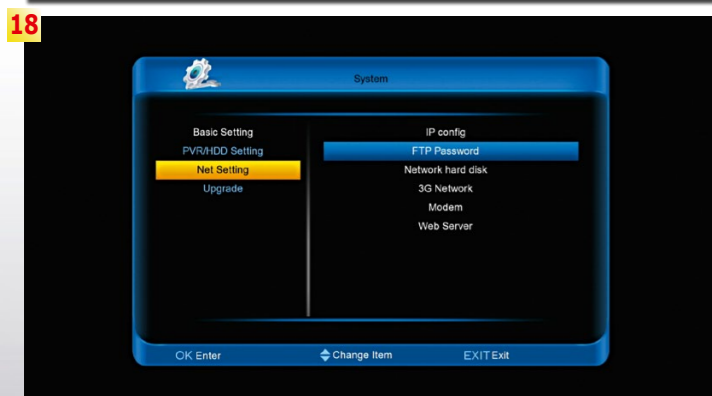 18
System
Basic Setting
PVR/HDD Setting
Net Setting
Upgrade
IP config
FTP Password
Network hard disk
3G Network
Modem
Web Server
OK Enter
Change Item
EXIT Exit